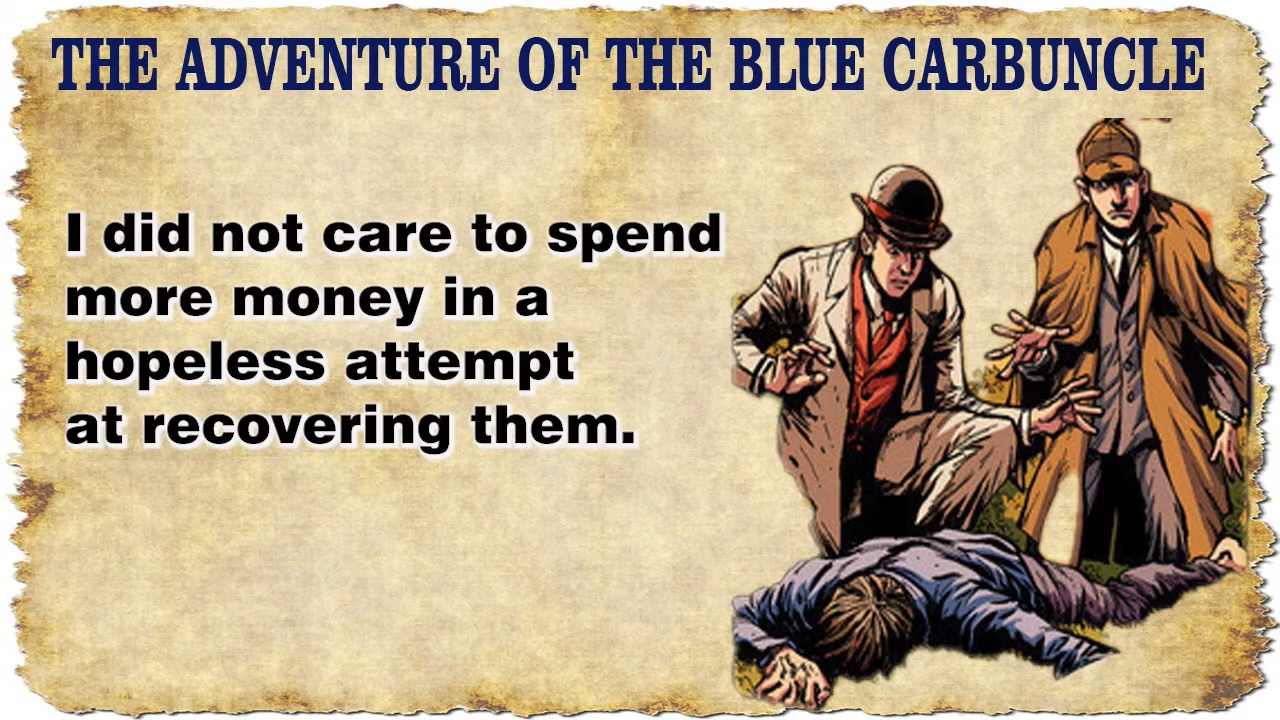 THE ADVENTURE OF THE BLUE CARBUNCLE
I did not care to spend
more money in a
hopeless attempt
at recovering them.